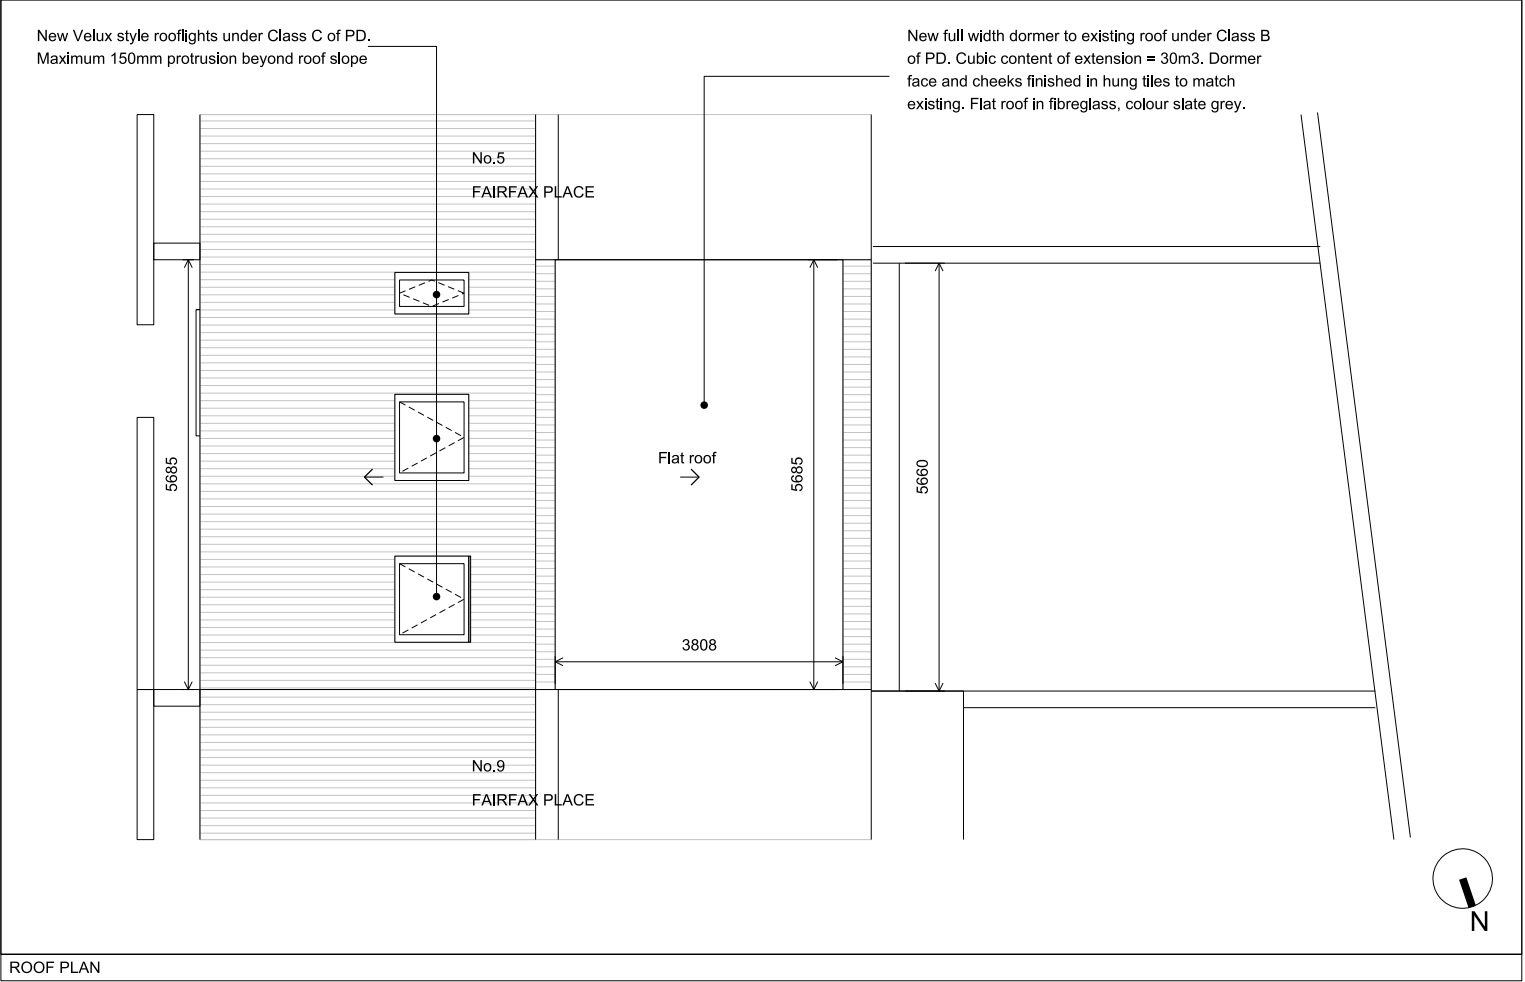 New Velux style rooflights under Class C of PD.
Maximum 150mm protrusion beyond roof slope
New full width dormer to existing roof under Class B
of PD. Cubic content of extension = 30m3. Dormer
face and cheeks finished in hung tiles to match
existing. Flat roof in fibreglass, colour slate grey.
No.5
FAIRFAX PLACE
5685
Flat roof
5685
5660
3808
No.9
FAIRFAX PLACE
N
ROOF PLAN